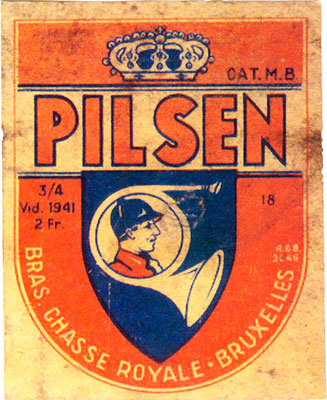 CAT. M. B.
PILSEN
3/4
Vid. 1941
2 Fr.
18
R.C.B.
BRAS. CHASSE ROYALE · BRUXELLES